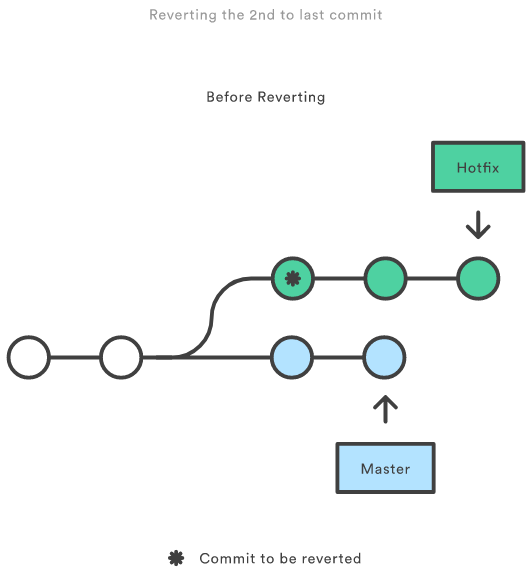 Reverting the 2nd to last commit
Before Reverting
Hotfix
Master
Commit to be reverted